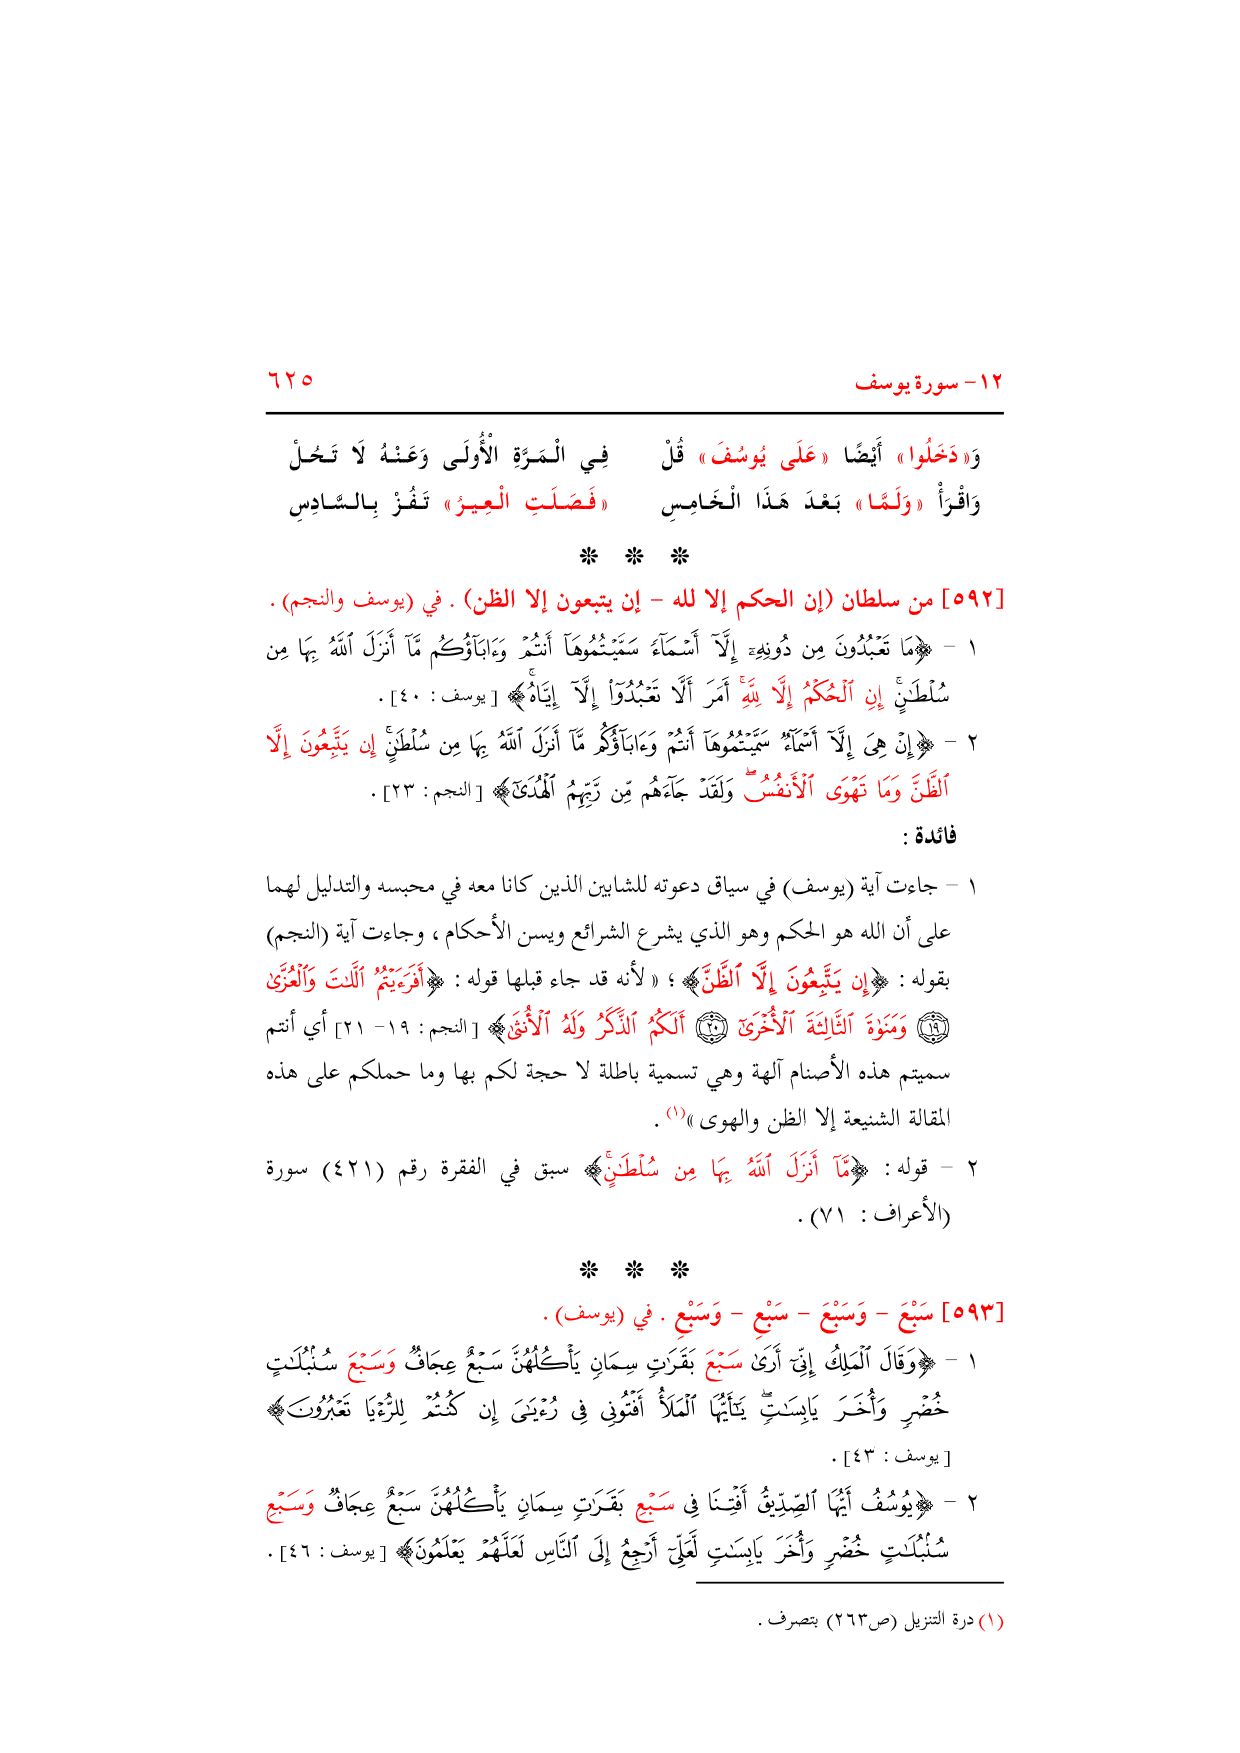 ١٢- سورة يوسف ٦٢٥
وَ«دَخَلُوا» أَيْضًا «عَلَى يُوسُفَ» قُلْ فِي الْمَرَّةِ الْأُولَى وَعَنْهُ لَا تَحُلْ
وَاقْرَأْ «وَلَمَّا» بَعْدَ هَذَا الْخَامِسِ «فَصَلَتِ الْعِيرُ» تَفُزْ بِالسَّادِسِ
[٥٩٢] من سلطان (إن الحكم إلا لله - إن يتبعون إلا الظن) . في (يوسف والنجم) .
١ - ﴿مَا تَعۡبُدُونَ مِن دُونِهِۦٓ إِلَّآ أَسۡمَآءٗ سَمَّيۡتُمُوهَآ أَنتُمۡ وَءَابَآؤُكُم مَّآ أَنزَلَ ٱللَّهُ بِهَا مِن
سُلۡطَٰنٍۚ إِنِ ٱلۡحُكۡمُ إِلَّا لِلَّهِۚ أَمَرَ أَلَّا تَعۡبُدُوٓاْ إِلَّآ إِيَّاهُۚ﴾ [يوسف : ٤٠] .
٢ - ﴿إِنۡ هِيَ إِلَّآ أَسۡمَآءٞ سَمَّيۡتُمُوهَآ أَنتُمۡ وَءَابَآؤُكُم مَّآ أَنزَلَ ٱللَّهُ بِهَا مِن سُلۡطَٰنٍۚ إِن يَتَّبِعُونَ إِلَّا
ٱلظَّنَّ وَمَا تَهۡوَى ٱلۡأَنفُسُۖ وَلَقَدۡ جَآءَهُم مِّن رَّبِّهِمُ ٱلۡهُدَىٰٓ﴾ [النجم : ٢٣] .
فائدة :
١ - جاءت آية (يوسف) في سياق دعوته للشابين الذين كانا معه في محبسه والتدليل لهما
على أن الله هو الحكم وهو الذي يشرع الشرائع ويسن الأحكام ، وجاءت آية (النجم)
بقوله : ﴿إِن يَتَّبِعُونَ إِلَّا ٱلظَّنَّ﴾ ؛ « لأنه قد جاء قبلها قوله : ﴿أَفَرَءَيۡتُمُ ٱللَّٰتَ وَٱلۡعُزَّىٰ
١٩ وَمَنَوٰةَ ٱلثَّالِثَةَ ٱلۡأُخۡرَىٰٓ ٢٠ أَلَكُمُ ٱلذَّكَرُ وَلَهُ ٱلۡأُنثَىٰ﴾ [النجم : ١٩- ٢١] أي أنتم
سميتم هذه الأصنام آلهة وهي تسمية باطلة لا حجة لكم بها وما حملكم على هذه
المقالة الشنيعة إلا الظن والهوى »(١) .
٢ - قوله : ﴿مَّآ أَنزَلَ ٱللَّهُ بِهَا مِن سُلۡطَٰنٍۚ﴾ سبق في الفقرة رقم (٤٢١) سورة
(الأعراف : ٧١) .
[٥٩٣] سَبْعَ - وَسَبْعَ - سَبْعِ - وَسَبْعِ . في (يوسف) .
١ - ﴿وَقَالَ ٱلۡمَلِكُ إِنِّيٓ أَرَىٰ سَبۡعَ بَقَرَٰتٖ سِمَانٖ يَأۡكُلُهُنَّ سَبۡعٌ عِجَافٞ وَسَبۡعَ سُنۢبُلَٰتٍ
خُضۡرٖ وَأُخَرَ يَابِسَٰتٖۖ يَٰٓأَيُّهَا ٱلۡمَلَأُ أَفۡتُونِي فِي رُءۡيَٰيَ إِن كُنتُمۡ لِلرُّءۡيَا تَعۡبُرُونَ﴾
[يوسف : ٤٣] .
٢ - ﴿يُوسُفُ أَيُّهَا ٱلصِّدِّيقُ أَفۡتِنَا فِي سَبۡعِ بَقَرَٰتٖ سِمَانٖ يَأۡكُلُهُنَّ سَبۡعٌ عِجَافٞ وَسَبۡعِ
سُنۢبُلَٰتٍ خُضۡرٖ وَأُخَرَ يَابِسَٰتٖ لَّعَلِّيٓ أَرۡجِعُ إِلَى ٱلنَّاسِ لَعَلَّهُمۡ يَعۡلَمُونَ﴾ [يوسف : ٤٦] .
(١) درة التنزيل (ص٢٦٣) بتصرف .